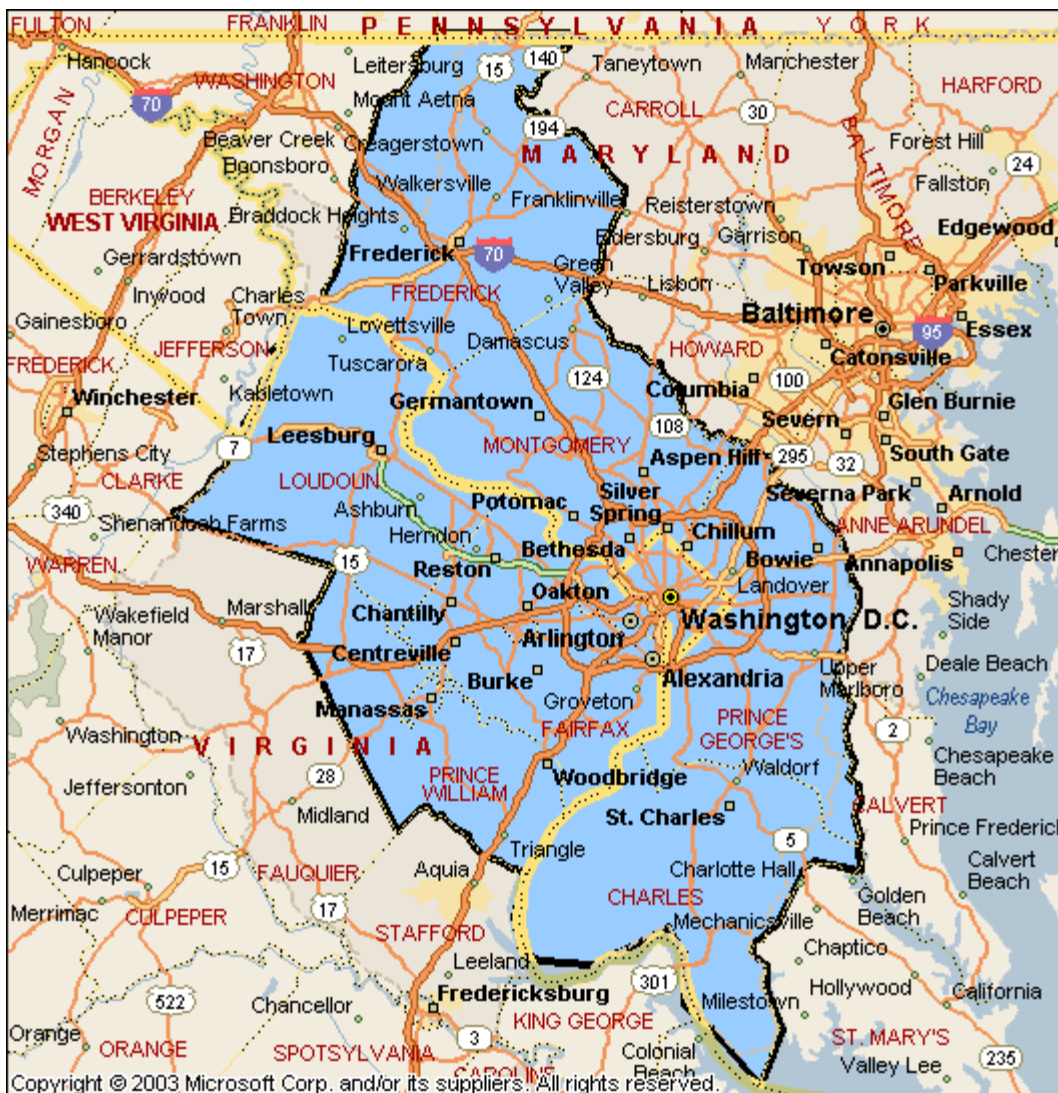 PENNSYLVANIA
FULTON
FRANKLIN
YORK
Hancock
WASHINGTON
Leitersburg
15
140
Taneytown
Manchester
HARFORD
70
Mount Aetna
CARROLL
30
MORGAN
Beaver Creek
Creagerstown
194
Forest Hill
BALTIMORE
24
Boonsboro
MARYLAND
Fallston
BERKELEY
Walkersville
WEST VIRGINIA
Braddock Heights
Franklinville
Reisterstown
Edgewood
Frederick
70
Eldersburg
Garrison
Towson
Gerrardstown
Green
Valley
Parkville
Inwood
Charles
Town
FREDERICK
Lisbon
Baltimore
Essex
95
Gainesboro
Lovettsville
Damascus
Catonsville
JEFFERSON
Tuscarora
HOWARD
FREDERICK
Kabletown
124
Columbia
100
Winchester
Germantown
Glen Burnie
7
Leesburg
MONTGOMERY
108
Severn
Stephens City
Aspen Hill
295
32
South Gate
CLARKE
LOUDOUN
Potomac
Silver
Spring
Severna Park
Arnold
340
Ashburn
Shenandoah Farms
Herndon
Chillum
ANNE ARUNDEL
WARREN
15
Reston
Bethesda
Bowie
Annapolis
Chester
Marshall
Chantilly
Oakton
Landover
Wakefield
Manor
Arlington
Washington D.C.
Shady
Side
17
Centreville
Burke
Alexandria
Upper
Marlboro
Deale Beach
Manassas
Groveton
Chesapeake
Bay
Washington
VIRGINIA
FAIRFAX
PRINCE
GEORGE'S
2
28
PRINCE
WILLIAM
Woodbridge
Waldorf
Chesapeake
Beach
Jeffersonton
Midland
St. Charles
CALVERT
5
Prince Frederick
Triangle
15
Culpeper
FAUQUIER
Aquia
Charlotte Hall
Calvert
Beach
Merrimac
CULPEPER
17
CHARLES
Golden
Beach
STAFFORD
Mechanicsville
Chaptico
Leeland
522
Chancellor
Fredericksburg
301
Milestown
Hollywood
California
Orange
ORANGE
3
KING GEORGE
ST. MARY'S
SPOTSYLVANIA
Colonial
Beach
Valley Lee
235
CAROLINE
Copyright © 2003 Microsoft Corp. and/or its suppliers. All rights reserved.